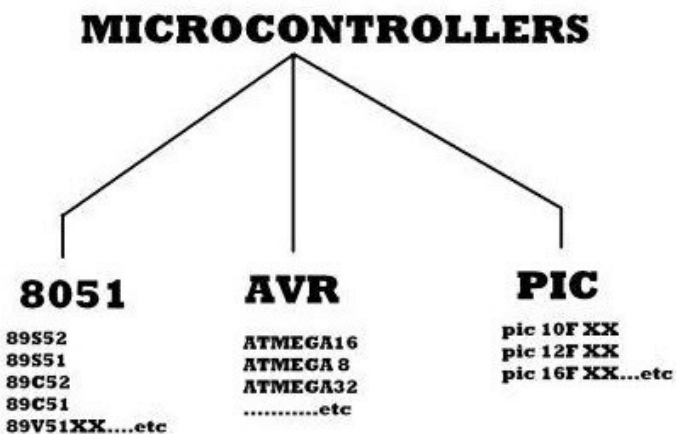 MICROCONTROLLERS
8051
89S52
89S51
89C52
89C51
89V51XX....etc
AVR
ATMEGA16
ATMEGA 8
ATMEGA32
...........etc
PIC
pic 10F XX
pic 12F XX
pic 16F XX...etc